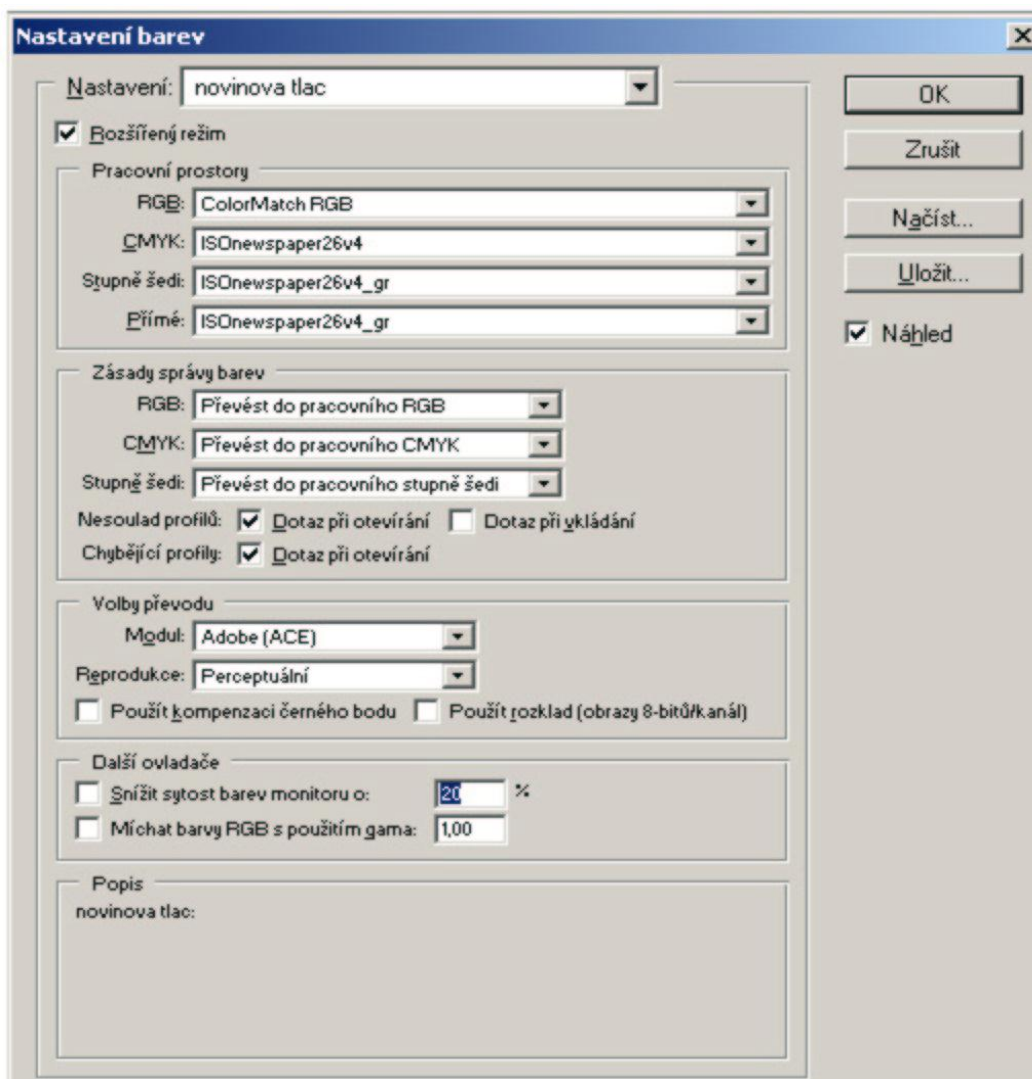 Nastavení barev
Nastavení: novinova tlac
OK
Rozšířený režim
Zrušit
Pracovní prostory
RGB: ColorMatch RGB
Načíst...
CMYK: ISOnewspaper26v4
Stupně šedi: ISOnewspaper26v4_gr
Uložit...
Přímé: ISOnewspaper26v4_gr
Náhled
Zásady správy barev
RGB: Převést do pracovního RGB
CMYK: Převést do pracovního CMYK
Stupně šedi: Převést do pracovního stupně šedi
Nesoulad profilů: Dotaz při otevírání Dotaz při vkládání
Chybějící profily: Dotaz při otevírání
Volby převodu
Modul: Adobe (ACE)
Reprodukce: Perceptuální
Použít kompenzaci černého bodu Použít rozklad (obrazy 8-bitů/kanál)
Další ovladače
Snížit sytost barev monitoru o: 20 %
Míchat barvy RGB s použitím gama: 1,00
Popis
novinova tlac: